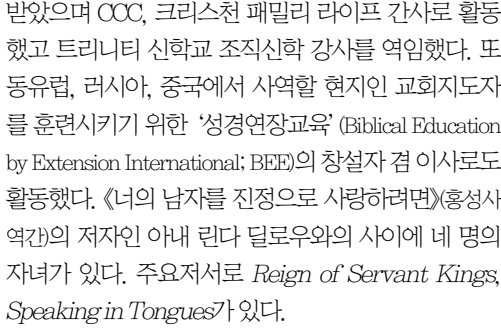 받았으며 CCC, 크리스천 패밀리 라이프 간사로 활동
했고 트리니티 신학교 조직신학 강사를 역임했다. 또
동유럽, 러시아, 중국에서 사역할 현지인 교회지도자
를 훈련시키기 위한 ‘성경연장교육’ (Biblical Education
by Extension International; BEE)의 창설자 겸 이사로도
활동했다. 《너의 남자를 진정으로 사랑하려면》(홍성사
역간)의 저자인 아내 린다 딜로우와의 사이에 네 명의
자녀가 있다. 주요저서로 Reign of Servant Kings,
Speaking in Tongues가 있다.